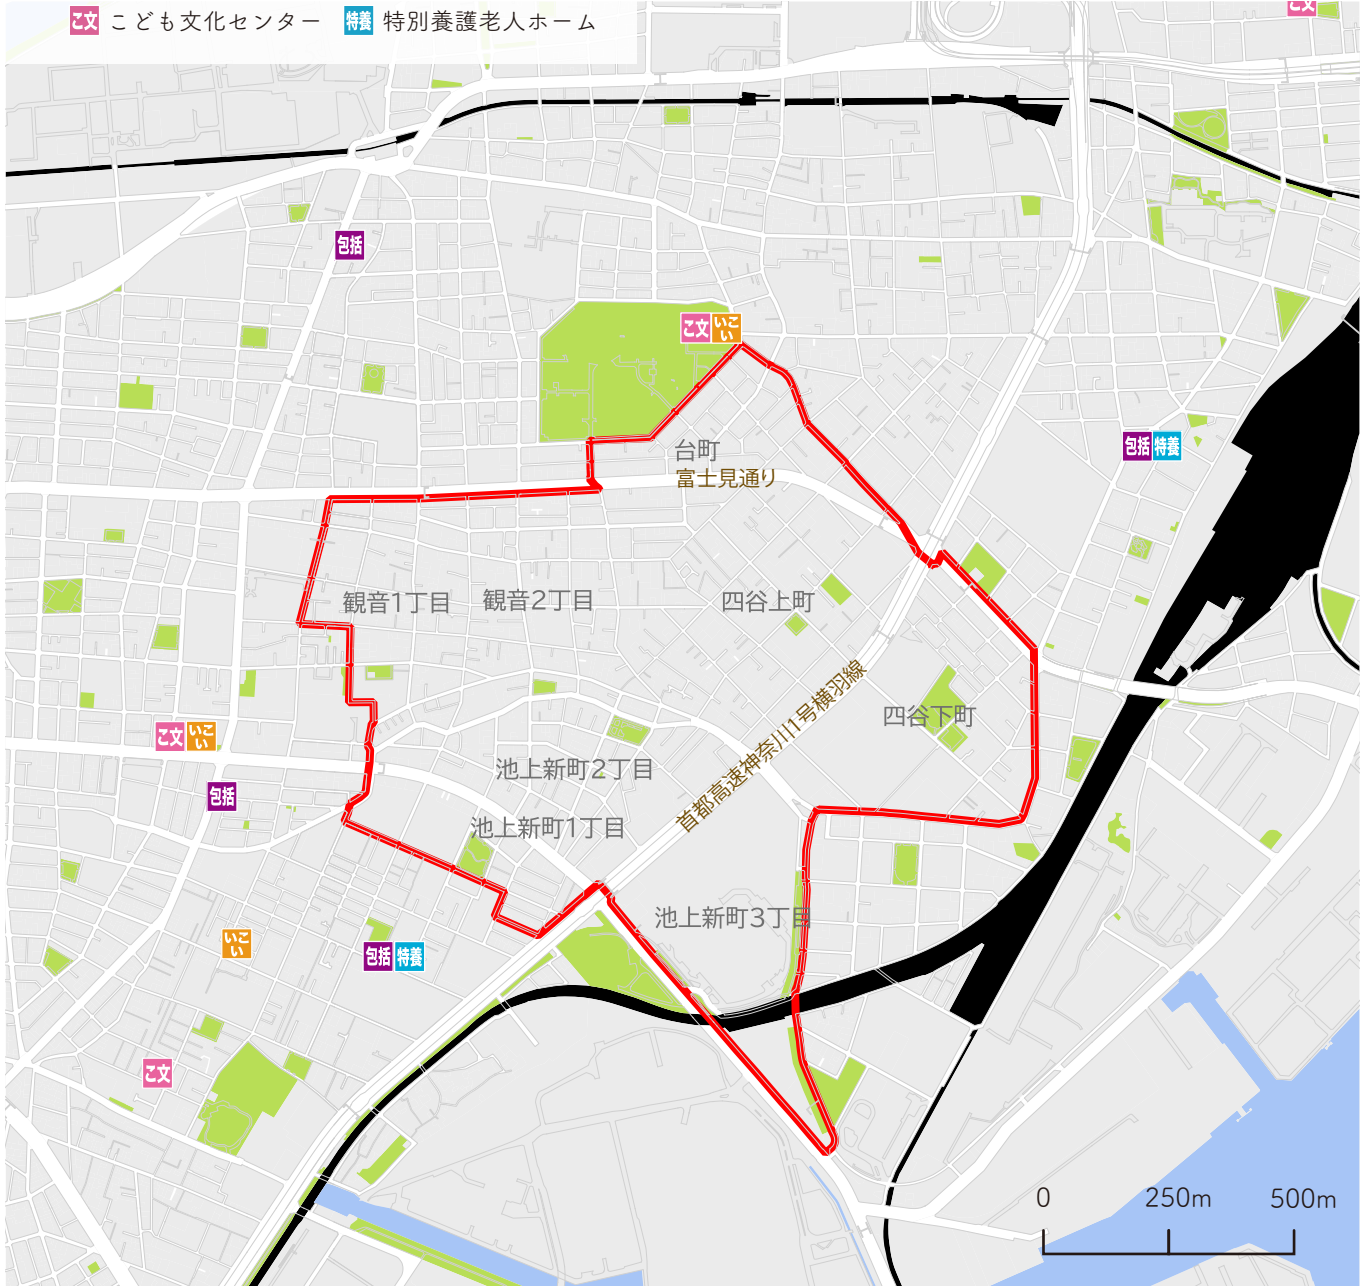 こ文 こども文化センター 特養 特別養護老人ホーム
こ文
包括
こ文 いこい
台町
包括 特養
富士見通り
観音1丁目 観音2丁目 四谷上町
首都高速神奈川1号横羽線
四谷下町
こ文 いこい
池上新町2丁目
包括
池上新町1丁目
池上新町3丁目
いこい
包括 特養
こ文
0 250m 500m